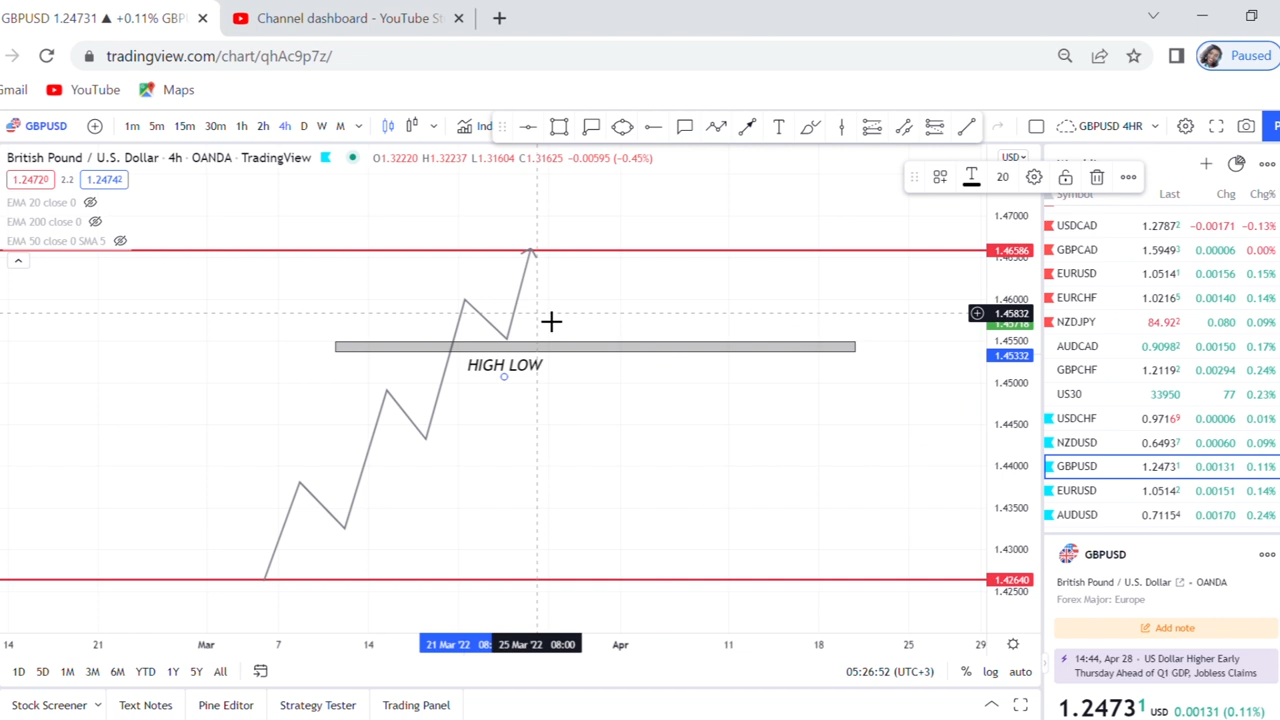 GBPUSD 1.24731 ▲ +0.11% GBP
Channel dashboard - YouTube St
tradingview.com/chart/qhAc9p7z/
Paused
Gmail YouTube Maps
GBPUSD 1m 5m 15m 30m 1h 2h 4h D W M Ind T GBPUSD 4HR P
British Pound / U.S. Dollar · 4h · OANDA · TradingView O1.32220 H1.32237 L1.31604 C1.31625 -0.00595 (-0.45%)
USD
1.24720 2.2 1.24742
T 20
EMA 20 close 0
EMA 200 close 0
EMA 50 close 0 SMA 5
1.47000
1.46586
1.46000
1.45832
1.45718
1.45500
1.45332
1.45000
1.44500
1.44000
1.43500
1.43000
1.42640
1.42500
HIGH LOW
Symbol Last Chg Chg%
USDCAD 1.27872 -0.00171 -0.13%
GBPCAD 1.59493 0.00006 0.00%
EURUSD 1.05141 0.00156 0.15%
EURCHF 1.02165 0.00140 0.14%
NZDJPY 84.922 0.080 0.09%
AUDCAD 0.90982 0.00150 0.17%
GBPCHF 1.21192 0.00294 0.24%
US30 33950 77 0.23%
USDCHF 0.97169 0.00006 0.01%
NZDUSD 0.64937 0.00060 0.09%
GBPUSD 1.24731 0.00131 0.11%
EURUSD 1.05142 0.00151 0.14%
AUDUSD 0.71154 0.00170 0.24%
GBPUSD
British Pound / U.S. Dollar - OANDA
Forex Major: Europe
Add note
14:44, Apr 28 - US Dollar Higher Early
Thursday Ahead of Q1 GDP, Jobless Claims
1.24731 USD 0.00131 (0.11%)
14 21 Mar 7 14 21 Mar '22 08: 25 Mar '22 08:00 Apr 11 18 25 29
1D 5D 1M 3M 6M YTD 1Y 5Y All 05:26:52 (UTC+3) % log auto
Stock Screener Text Notes Pine Editor Strategy Tester Trading Panel